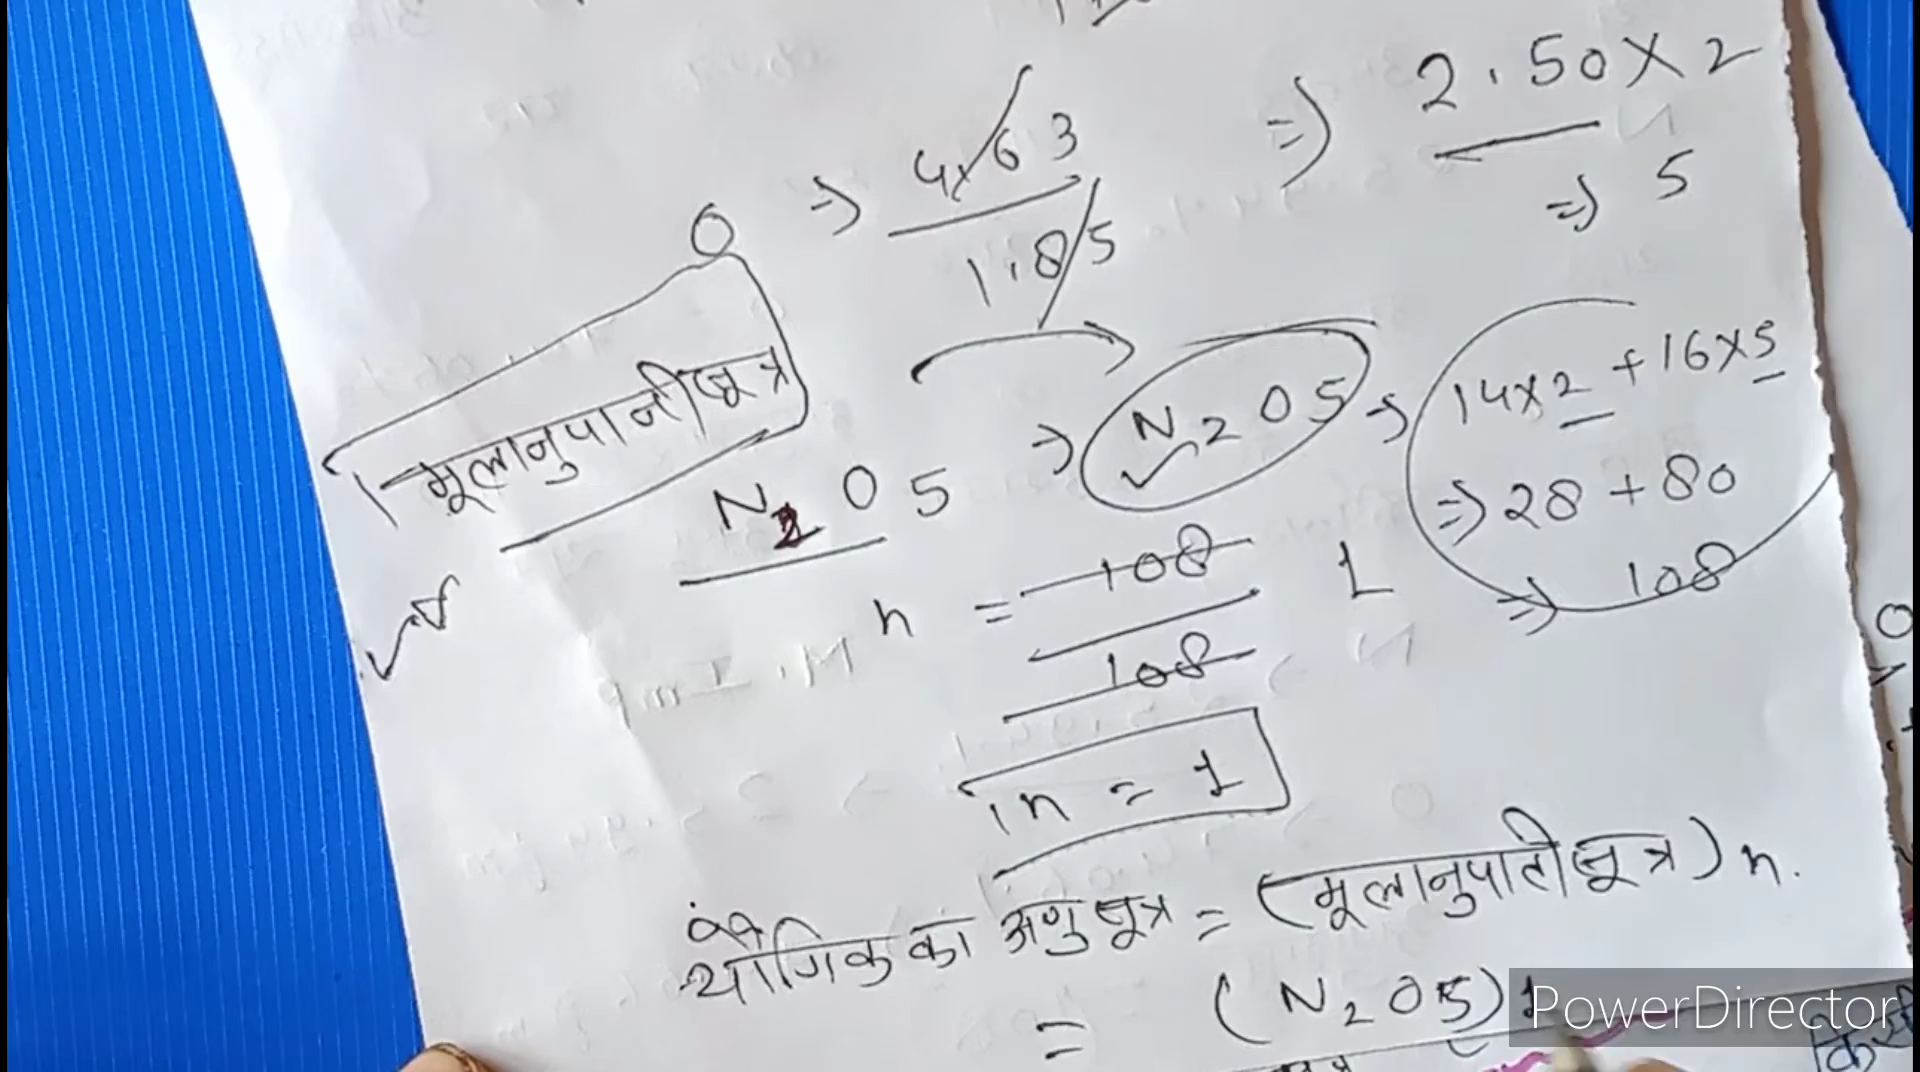 O ⇒ 4.63 / 1.85 ⇒ 2.50 X 2
⇒ 5
मूलानुपाती सूत्र
N2O5 ⇒ N2O5 ⇒ 14×2 + 16×5
⇒ 28 + 80
⇒ 108
n = 108 / 108 1
n = 1
यौगिक का अणुसूत्र = (मूलानुपाती सूत्र) n.
= (N2O5) 1
PowerDirector